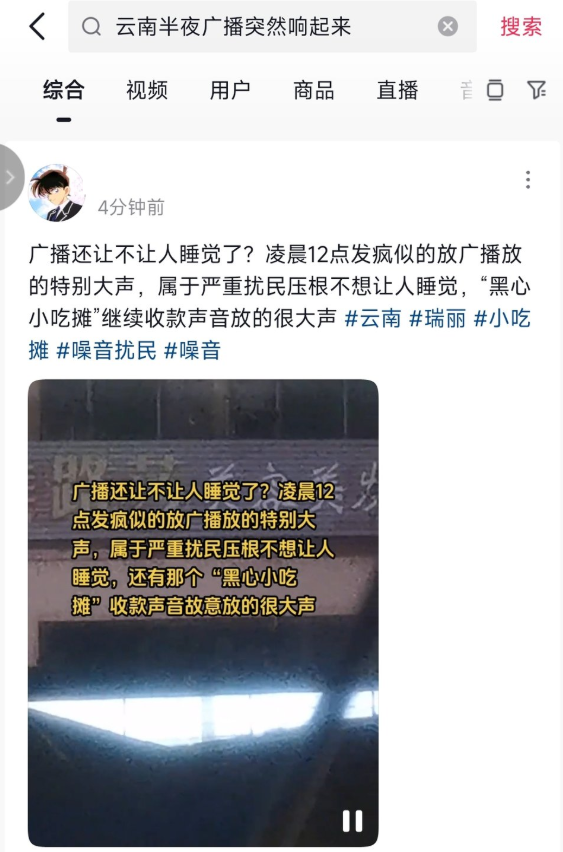 云南半夜广播突然响起来
搜索
综合 视频 用户 商品 直播
4分钟前
广播还让不让人睡觉了？凌晨12点发疯似的放广播放
的特别大声，属于严重扰民压根不想让人睡觉，“黑心
小吃摊”继续收款声音放的很大声 #云南 #瑞丽 #小吃
摊 #噪音扰民 #噪音
广播还让不让人睡觉了？凌晨12
点发疯似的放广播放的特别大
声，属于严重扰民压根不想让人
睡觉，还有那个“黑心小吃
摊”收款声音故意放的很大声